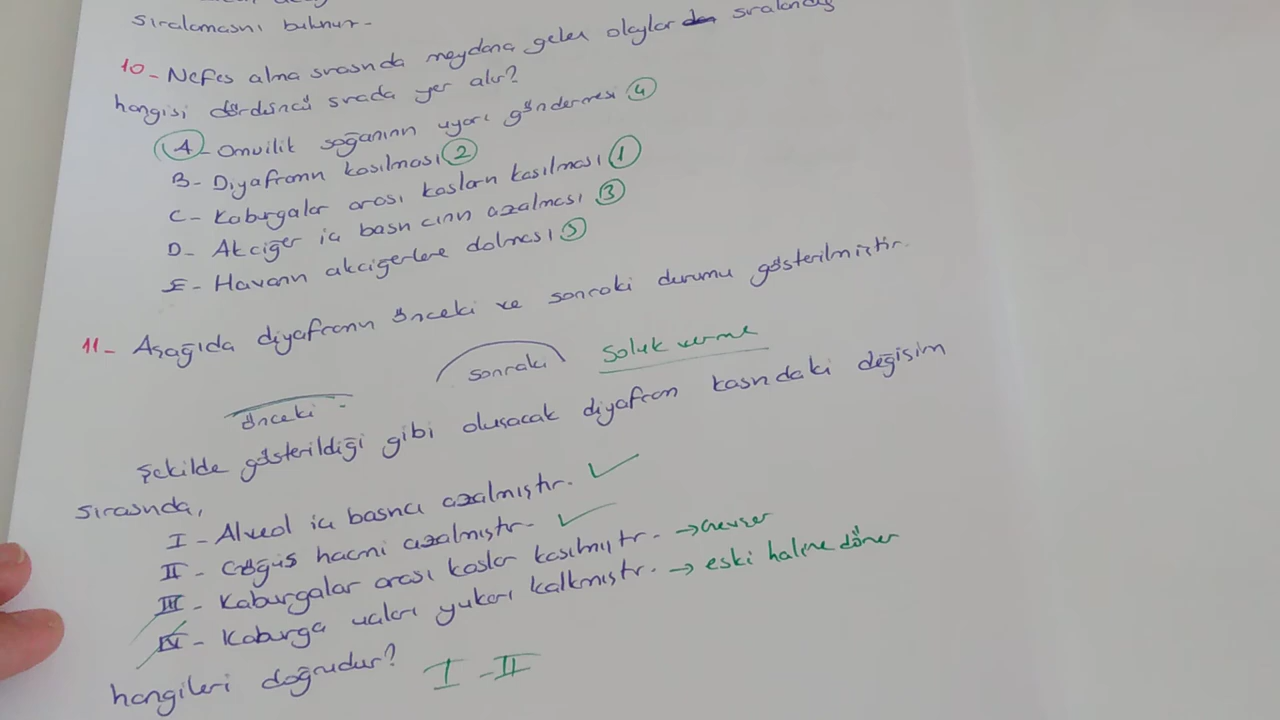 sıralaması bulunur-
10- Nefes alma sırasında meydana gelen olaylar sıralandığ
hangisi dördüncü sırada yer alır?
A- Omurilik soğanının uyarı göndermesi 4
B- Diyaframın kasılması 2
C- Kaburgalar arası kasların kasılması 1
D- Akciğer iç basıncının azalması 3
E- Havanın akciğerlere dolması 5
11- Aşağıda diyaframın önceki ve sonraki durumu gösterilmiştir.
önceki sonraki Soluk verme
Şekilde gösterildiği gibi oluşacak diyafram kasındaki değişim
sırasında,
I- Alveol iç basıncı azalmıştır. ✓
II- Göğüs hacmi azalmıştır- ✓
III- Kaburgalar arası kaslar kasılmıştır. → Gevşer
IV- Kaburga uçları yukarı kalkmıştır. → eski haline döner
hangileri doğrudur? I-II